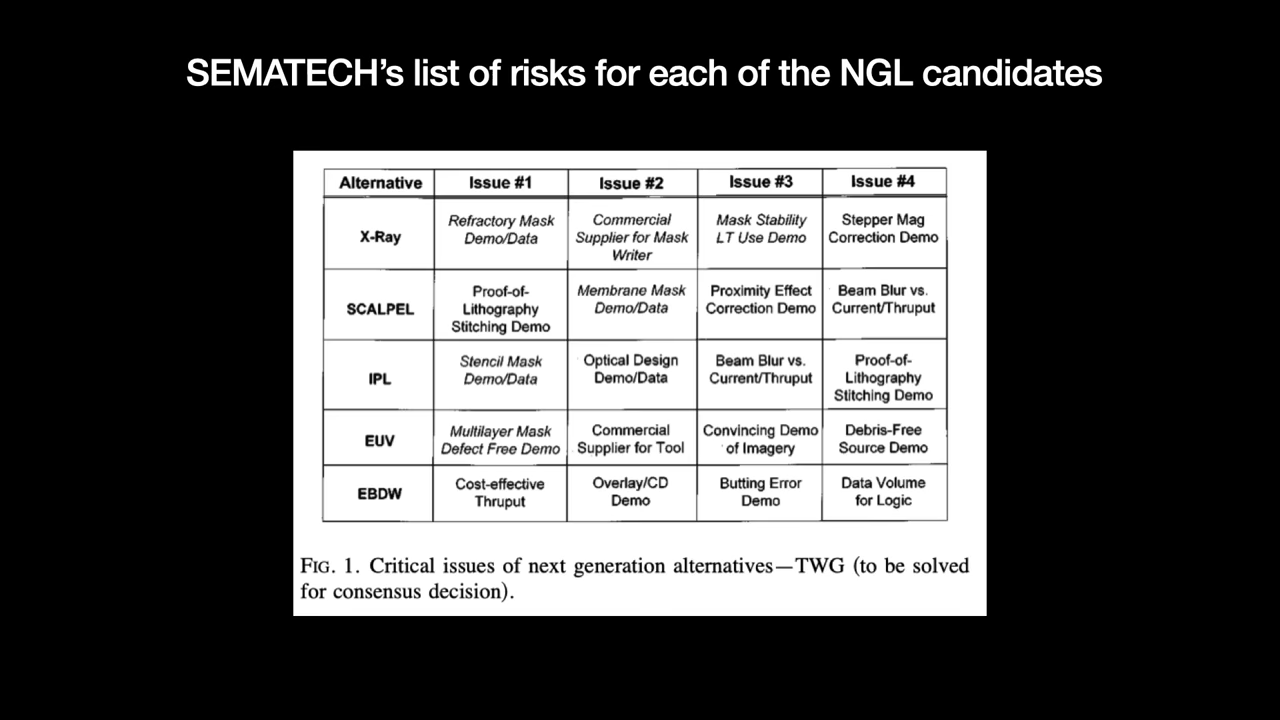 SEMATECH’s list of risks for each of the NGL candidates
Alternative Issue #1 Issue #2 Issue #3 Issue #4
X-Ray
Refractory Mask
Demo/Data
Commercial
Supplier for Mask
Writer
Mask Stability
LT Use Demo
Stepper Mag
Correction Demo
SCALPEL
Proof-of-
Lithography
Stitching Demo
Membrane Mask
Demo/Data
Proximity Effect
Correction Demo
Beam Blur vs.
Current/Thruput
IPL
Stencil Mask
Demo/Data
Optical Design
Demo/Data
Beam Blur vs.
Current/Thruput
Proof-of-
Lithography
Stitching Demo
EUV
Multilayer Mask
Defect Free Demo
Commercial
Supplier for Tool
Convincing Demo
of Imagery
Debris-Free
Source Demo
EBDW
Cost-effective
Thruput
Overlay/CD
Demo
Butting Error
Demo
Data Volume
for Logic
FIG. 1. Critical issues of next generation alternatives—TWG (to be solved
for consensus decision).